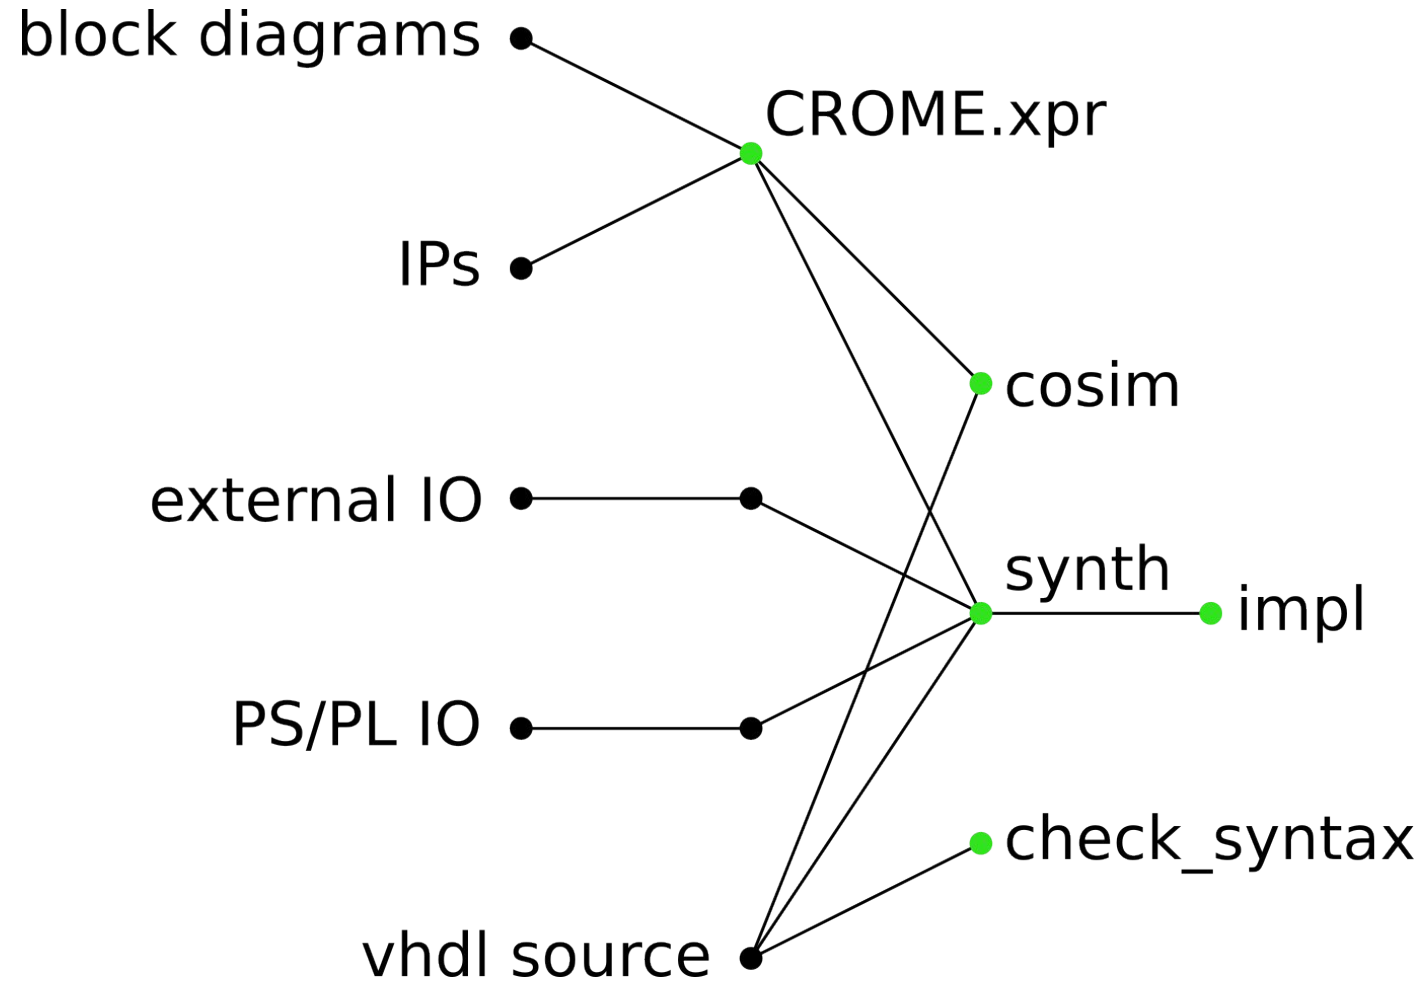 block diagrams
CROME.xpr
IPs
cosim
external IO
synth
impl
PS/PL IO
check_syntax
vhdl source